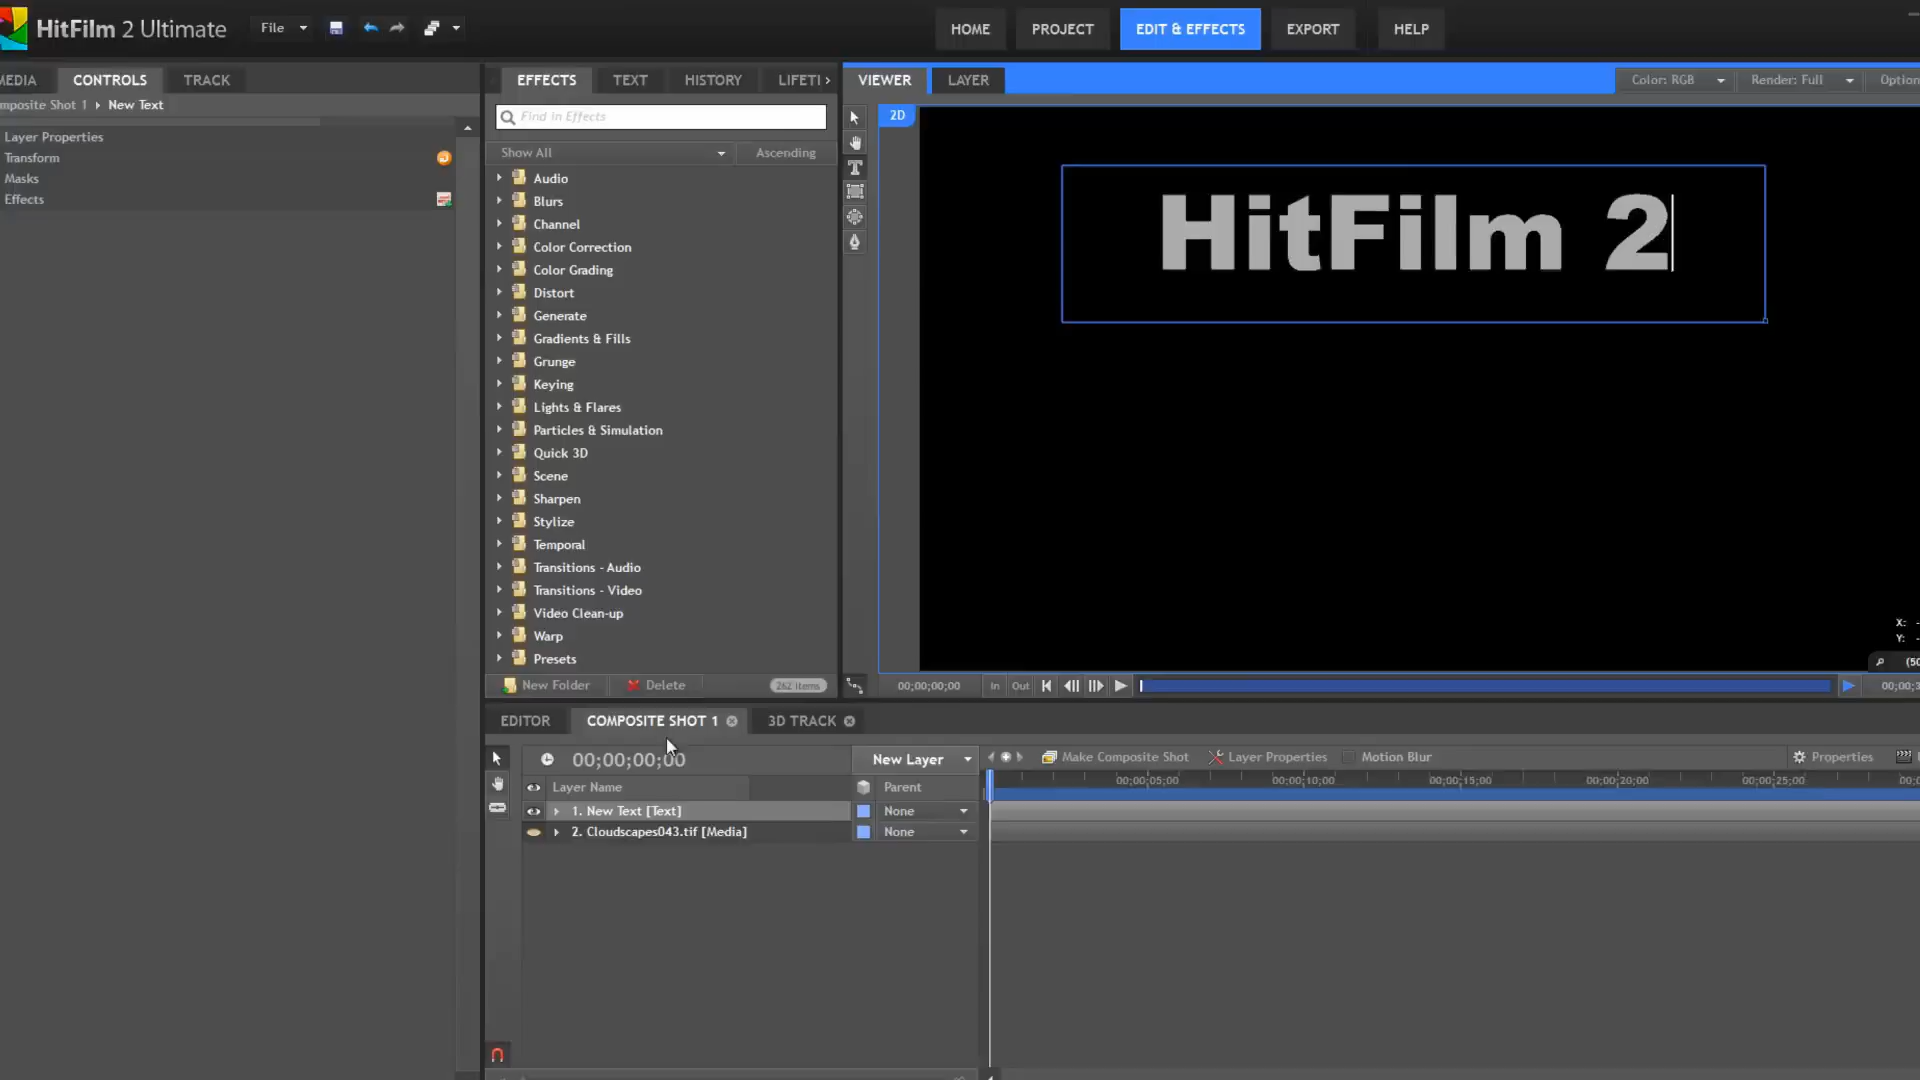 HitFilm 2 Ultimate
File
HOME
PROJECT
EDIT & EFFECTS
EXPORT
HELP
MEDIA
CONTROLS
TRACK
mposite Shot 1 New Text
Layer Properties
Transform
Masks
Effects
EFFECTS
TEXT
HISTORY
LIFETI
Find in Effects
Show All
Ascending
Audio
Blurs
Channel
Color Correction
Color Grading
Distort
Generate
Gradients & Fills
Grunge
Keying
Lights & Flares
Particles & Simulation
Quick 3D
Scene
Sharpen
Stylize
Temporal
Transitions - Audio
Transitions - Video
Video Clean-up
Warp
Presets
New Folder
Delete
262 items
VIEWER
LAYER
Color: RGB
Render: Full
Option
2D
HitFilm 2
X: -
Y: -
(50
00;00;00;00
In
Out
00;00;3
EDITOR
COMPOSITE SHOT 1
3D TRACK
00;00;00;00
New Layer
Make Composite Shot
Layer Properties
Motion Blur
Properties
Layer Name
Parent
00;00;05;00
00;00;10;00
00;00;15;00
00;00;20;00
00;00;25;00
00;
1. New Text [Text]
None
2. Cloudscapes043.tif [Media]
None